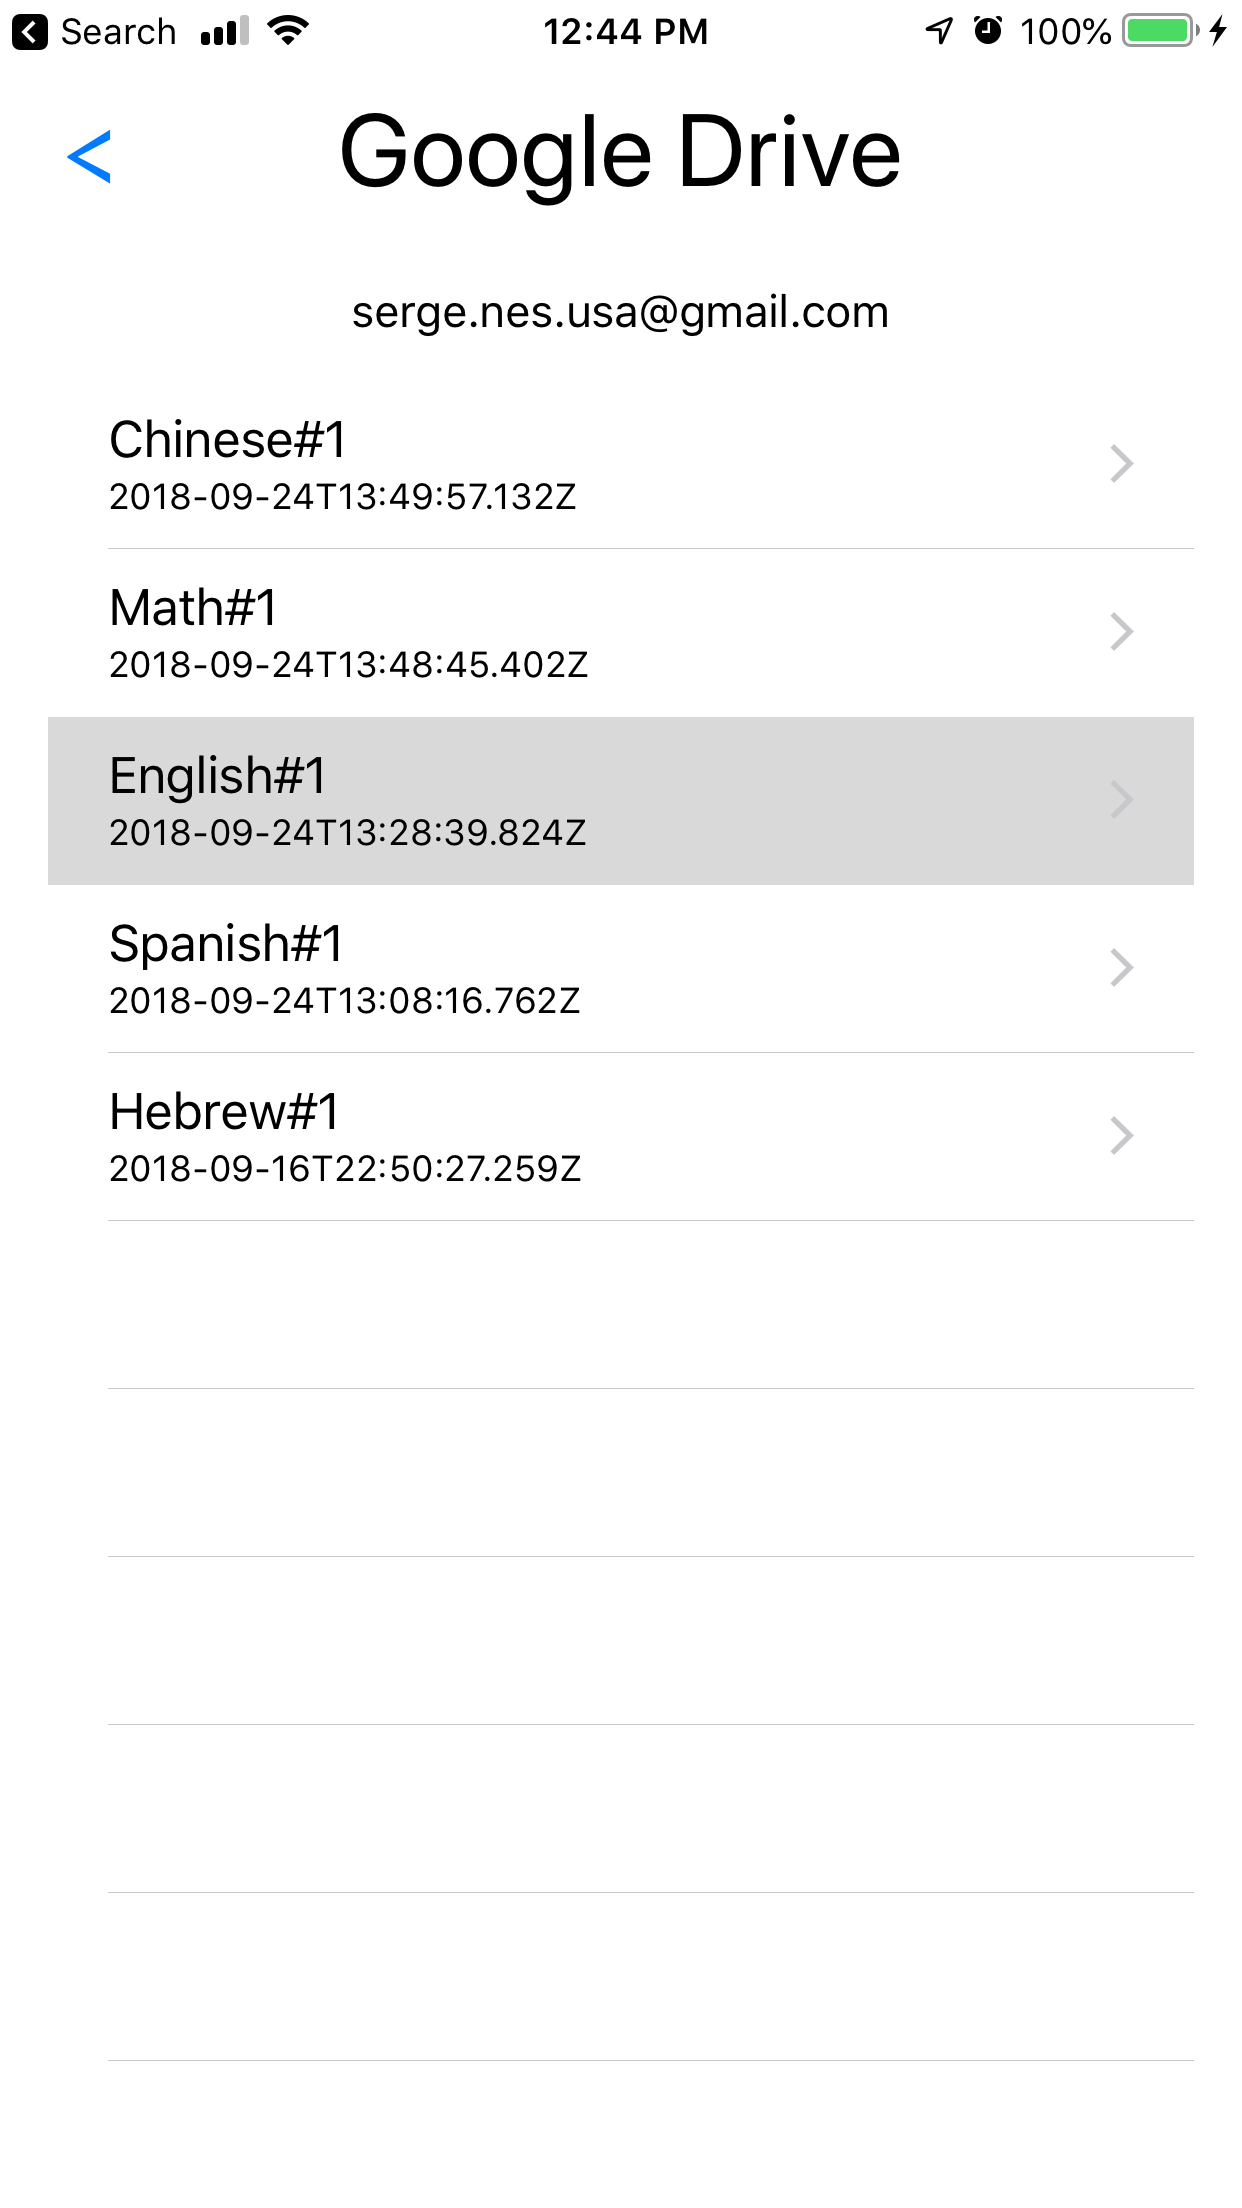 Search 12:44 PM 100%
< Google Drive
serge.nes.usa@gmail.com
Chinese#1
2018-09-24T13:49:57.132Z
Math#1
2018-09-24T13:48:45.402Z
English#1
2018-09-24T13:28:39.824Z
Spanish#1
2018-09-24T13:08:16.762Z
Hebrew#1
2018-09-16T22:50:27.259Z